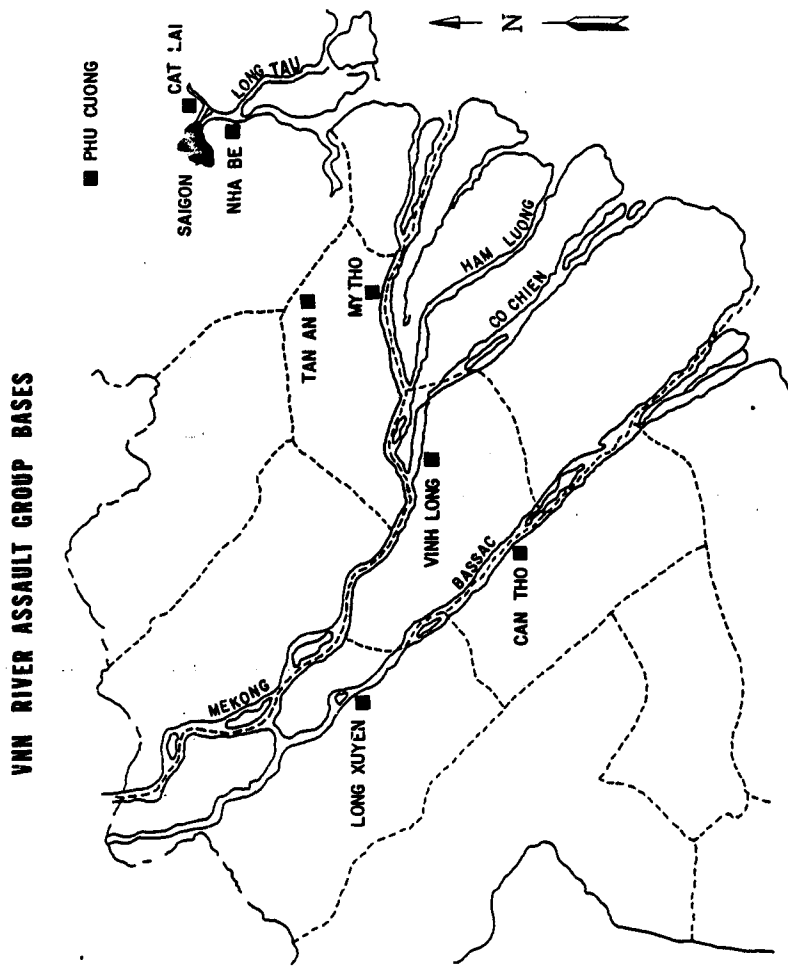 VNN RIVER ASSAULT GROUP BASES
PHU CUONG
SAIGON
CAT LAI
NHA BE
LONG TAU
N
TAN AN
MY THO
HAM LUONG
CO CHIEN
MEKONG
VINH LONG
BASSAC
LONG XUYEN
CAN THO